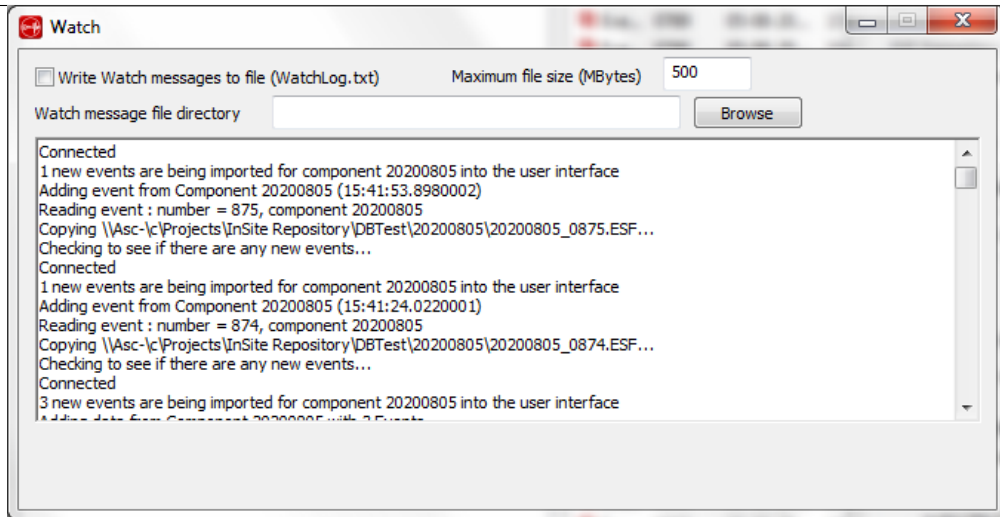 Watch
Write Watch messages to file (WatchLog.txt) Maximum file size (MBytes) 500
Watch message file directory Browse
Connected
1 new events are being imported for component 20200805 into the user interface
Adding event from Component 20200805 (15:41:53.8980002)
Reading event : number = 875, component 20200805
Copying \\Asc-\c\Projects\InSite Repository\DBTest\20200805\20200805_0875.ESF...
Checking to see if there are any new events...
Connected
1 new events are being imported for component 20200805 into the user interface
Adding event from Component 20200805 (15:41:24.0220001)
Reading event : number = 874, component 20200805
Copying \\Asc-\c\Projects\InSite Repository\DBTest\20200805\20200805_0874.ESF...
Checking to see if there are any new events...
Connected
3 new events are being imported for component 20200805 into the user interface
Adding data from Component 20200805 with